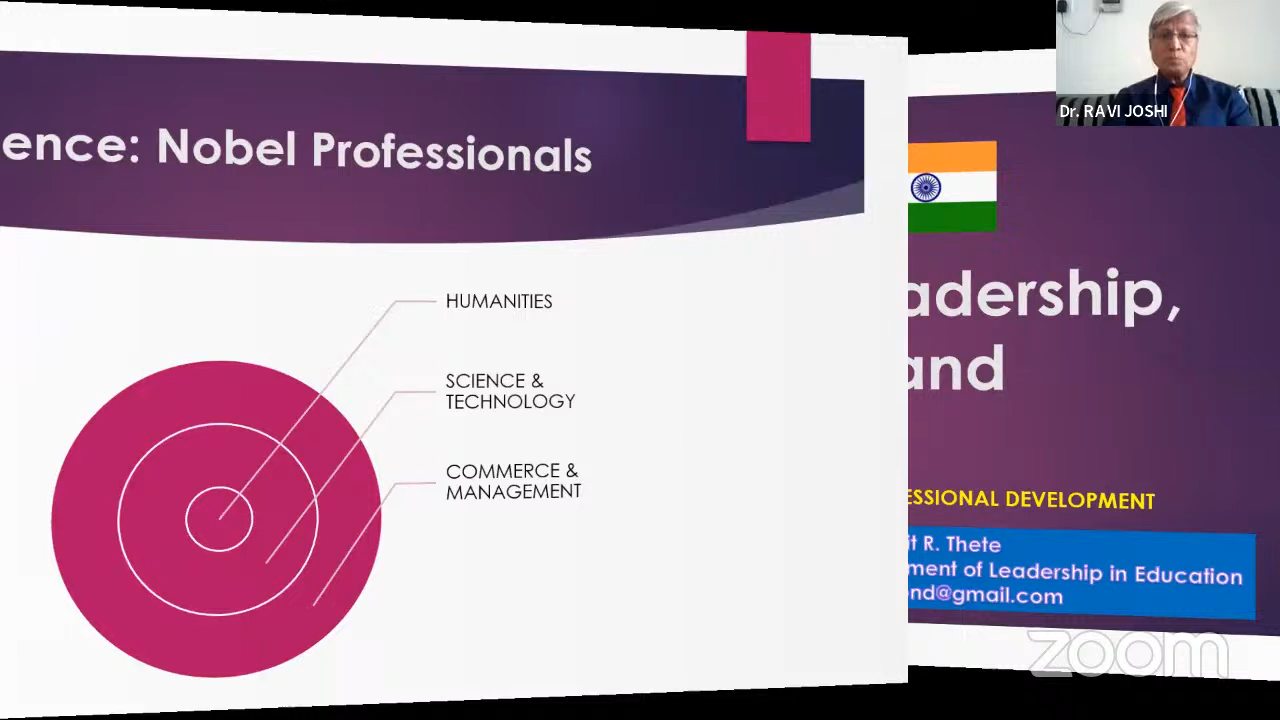 ence: Nobel Professionals
HUMANITIES
SCIENCE &
TECHNOLOGY
COMMERCE &
MANAGEMENT
Dr. RAVI JOSHI
adership,
and
ESSIONAL DEVELOPMENT
it R. Thete
ment of Leadership in Education
ond@gmail.com
zoom